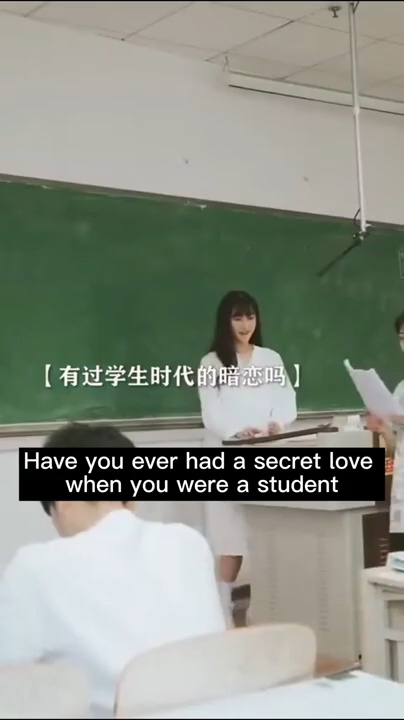 【有过学生时代的暗恋吗】
Have you ever had a secret love
when you were a student